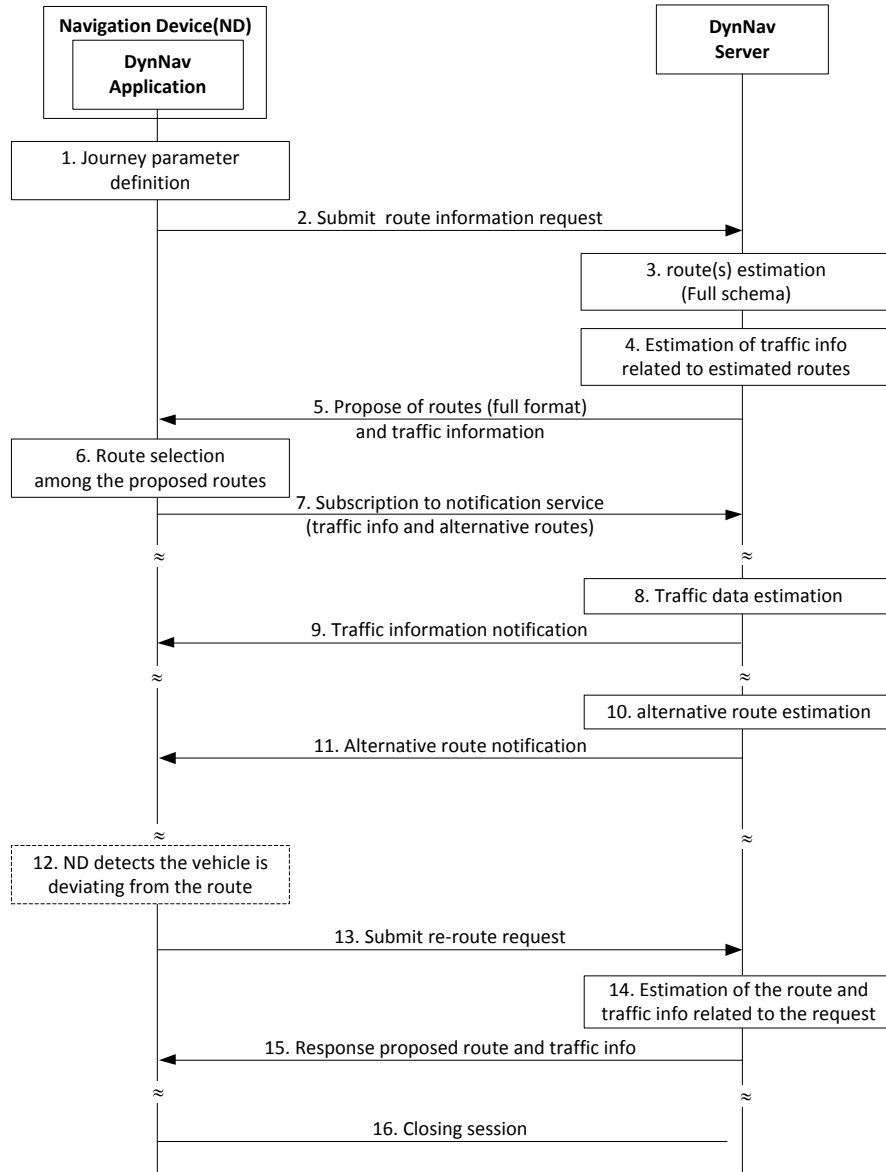 Navigation Device(ND)
DynNav
Application
DynNav
Server
1. Journey parameter
definition
2. Submit route information request
3. route(s) estimation
(Full schema)
4. Estimation of traffic info
related to estimated routes
5. Propose of routes (full format)
and traffic information
6. Route selection
among the proposed routes
7. Subscription to notification service
(traffic info and alternative routes)
≈ ≈
8. Traffic data estimation
9. Traffic information notification
≈ ≈
10. alternative route estimation
11. Alternative route notification
≈ ≈
12. ND detects the vehicle is
deviating from the route
13. Submit re-route request
14. Estimation of the route and
traffic info related to the request
15. Response proposed route and traffic info
≈ ≈
16. Closing session